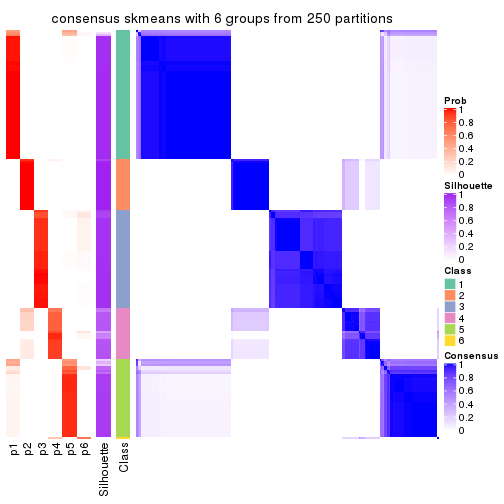 consensus skmeans with 6 groups from 250 partitions
Prob
1
0.8
0.6
0.4
0.2
0
Silhouette
1
0.8
0.6
0.4
0.2
0
Class
1
2
3
4
5
6
Consensus
1
0.8
0.6
0.4
0.2
0
p1
p2
p3
p4
p5
p6
Silhouette
Class